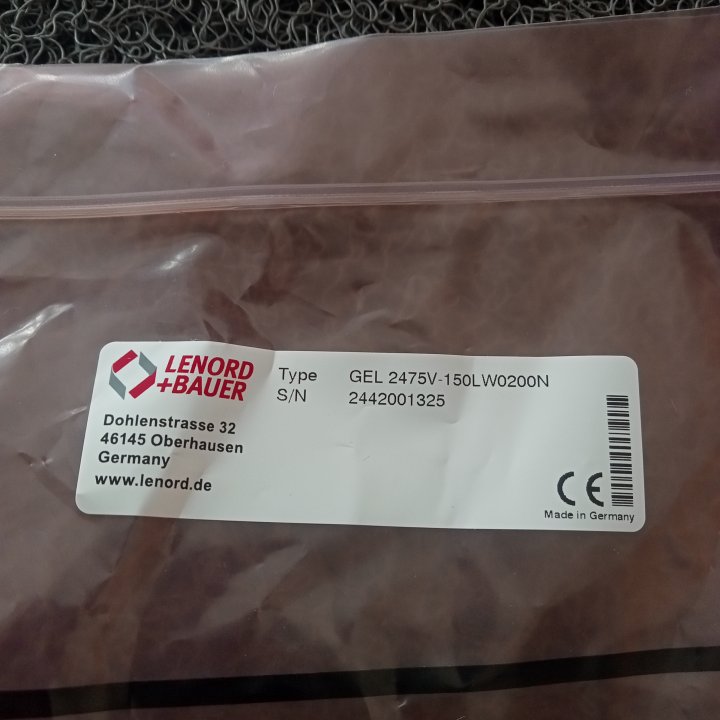 LENORD
+BAUER
Dohlenstrasse 32
46145 Oberhausen
Germany
www.lenord.de
Type GEL 2475V-150LW0200N
S/N 2442001325
CE
Made in Germany